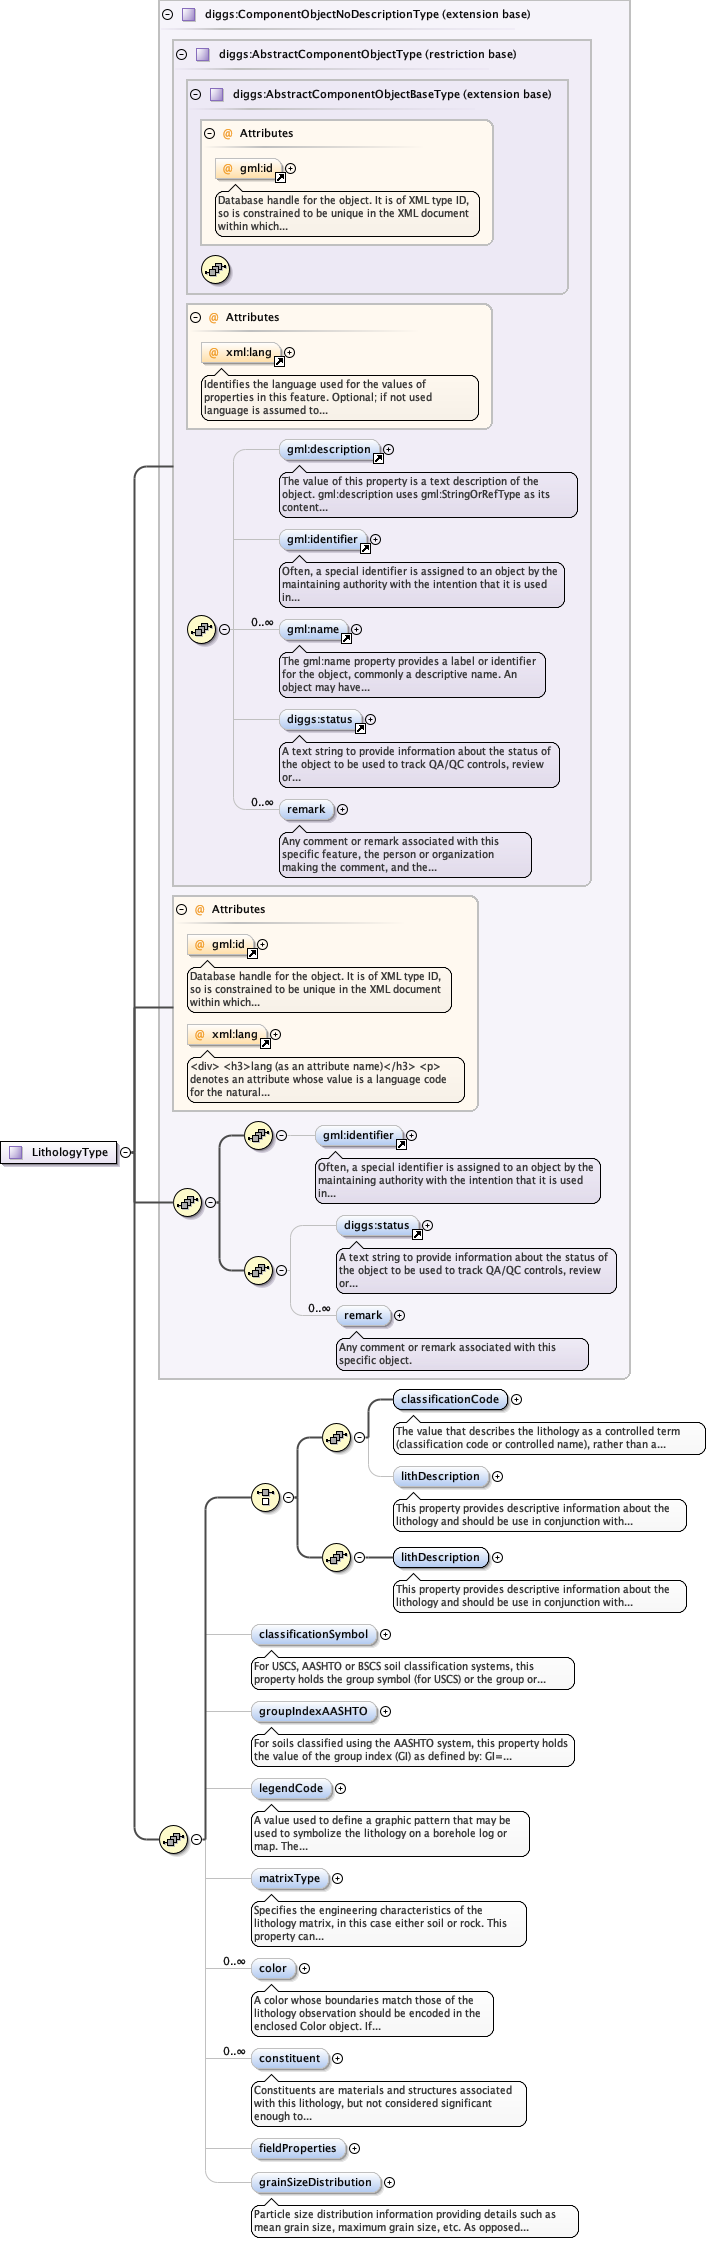 diggs:ComponentObjectNoDescriptionType (extension base)
diggs:AbstractComponentObjectType (restriction base)
diggs:AbstractComponentObjectBaseType (extension base)
@ Attributes
@ gml:id
Database handle for the object. It is of XML type ID,
so is constrained to be unique in the XML document
within which...
@ Attributes
@ xml:lang
Identifies the language used for the values of
properties in this feature. Optional; if not used
language is assumed to...
gml:description
The value of this property is a text description of the
object. gml:description uses gml:StringOrRefType as its
content...
gml:identifier
Often, a special identifier is assigned to an object by the
maintaining authority with the intention that it is used
in...
0..∞
gml:name
The gml:name property provides a label or identifier
for the object, commonly a descriptive name. An
object may have...
diggs:status
A text string to provide information about the status of
the object to be used to track QA/QC controls, review
or...
0..∞
remark
Any comment or remark associated with this
specific feature, the person or organization
making the comment, and the...
@ Attributes
@ gml:id
Database handle for the object. It is of XML type ID,
so is constrained to be unique in the XML document
within which...
@ xml:lang
<div> <h3>lang (as an attribute name)</h3> <p>
denotes an attribute whose value is a language code
for the natural...
LithologyType
gml:identifier
Often, a special identifier is assigned to an object by the
maintaining authority with the intention that it is used
in...
diggs:status
A text string to provide information about the status of
the object to be used to track QA/QC controls, review
or...
0..∞
remark
Any comment or remark associated with this
specific object.
classificationCode
The value that describes the lithology as a controlled term
(classification code or controlled name), rather than a...
lithDescription
This property provides descriptive information about the
lithology and should be use in conjunction with...
lithDescription
This property provides descriptive information about the
lithology and should be use in conjunction with...
classificationSymbol
For USCS, AASHTO or BSCS soil classification systems, this
property holds the group symbol (for USCS) or the group or...
groupIndexAASHTO
For soils classified using the AASHTO system, this property holds
the value of the group index (GI) as defined by: GI=...
legendCode
A value used to define a graphic pattern that may be
used to symbolize the lithology on a borehole log or
map. The...
matrixType
Specifies the engineering characteristics of the
lithology matrix, in this case either soil or rock. This
property can...
0..∞
color
A color whose boundaries match those of the
lithology observation should be encoded in the
enclosed Color object. If...
0..∞
constituent
Constituents are materials and structures associated
with this lithology, but not considered significant
enough to...
fieldProperties
grainSizeDistribution
Particle size distribution information providing details such as
mean grain size, maximum grain size, etc. As opposed...